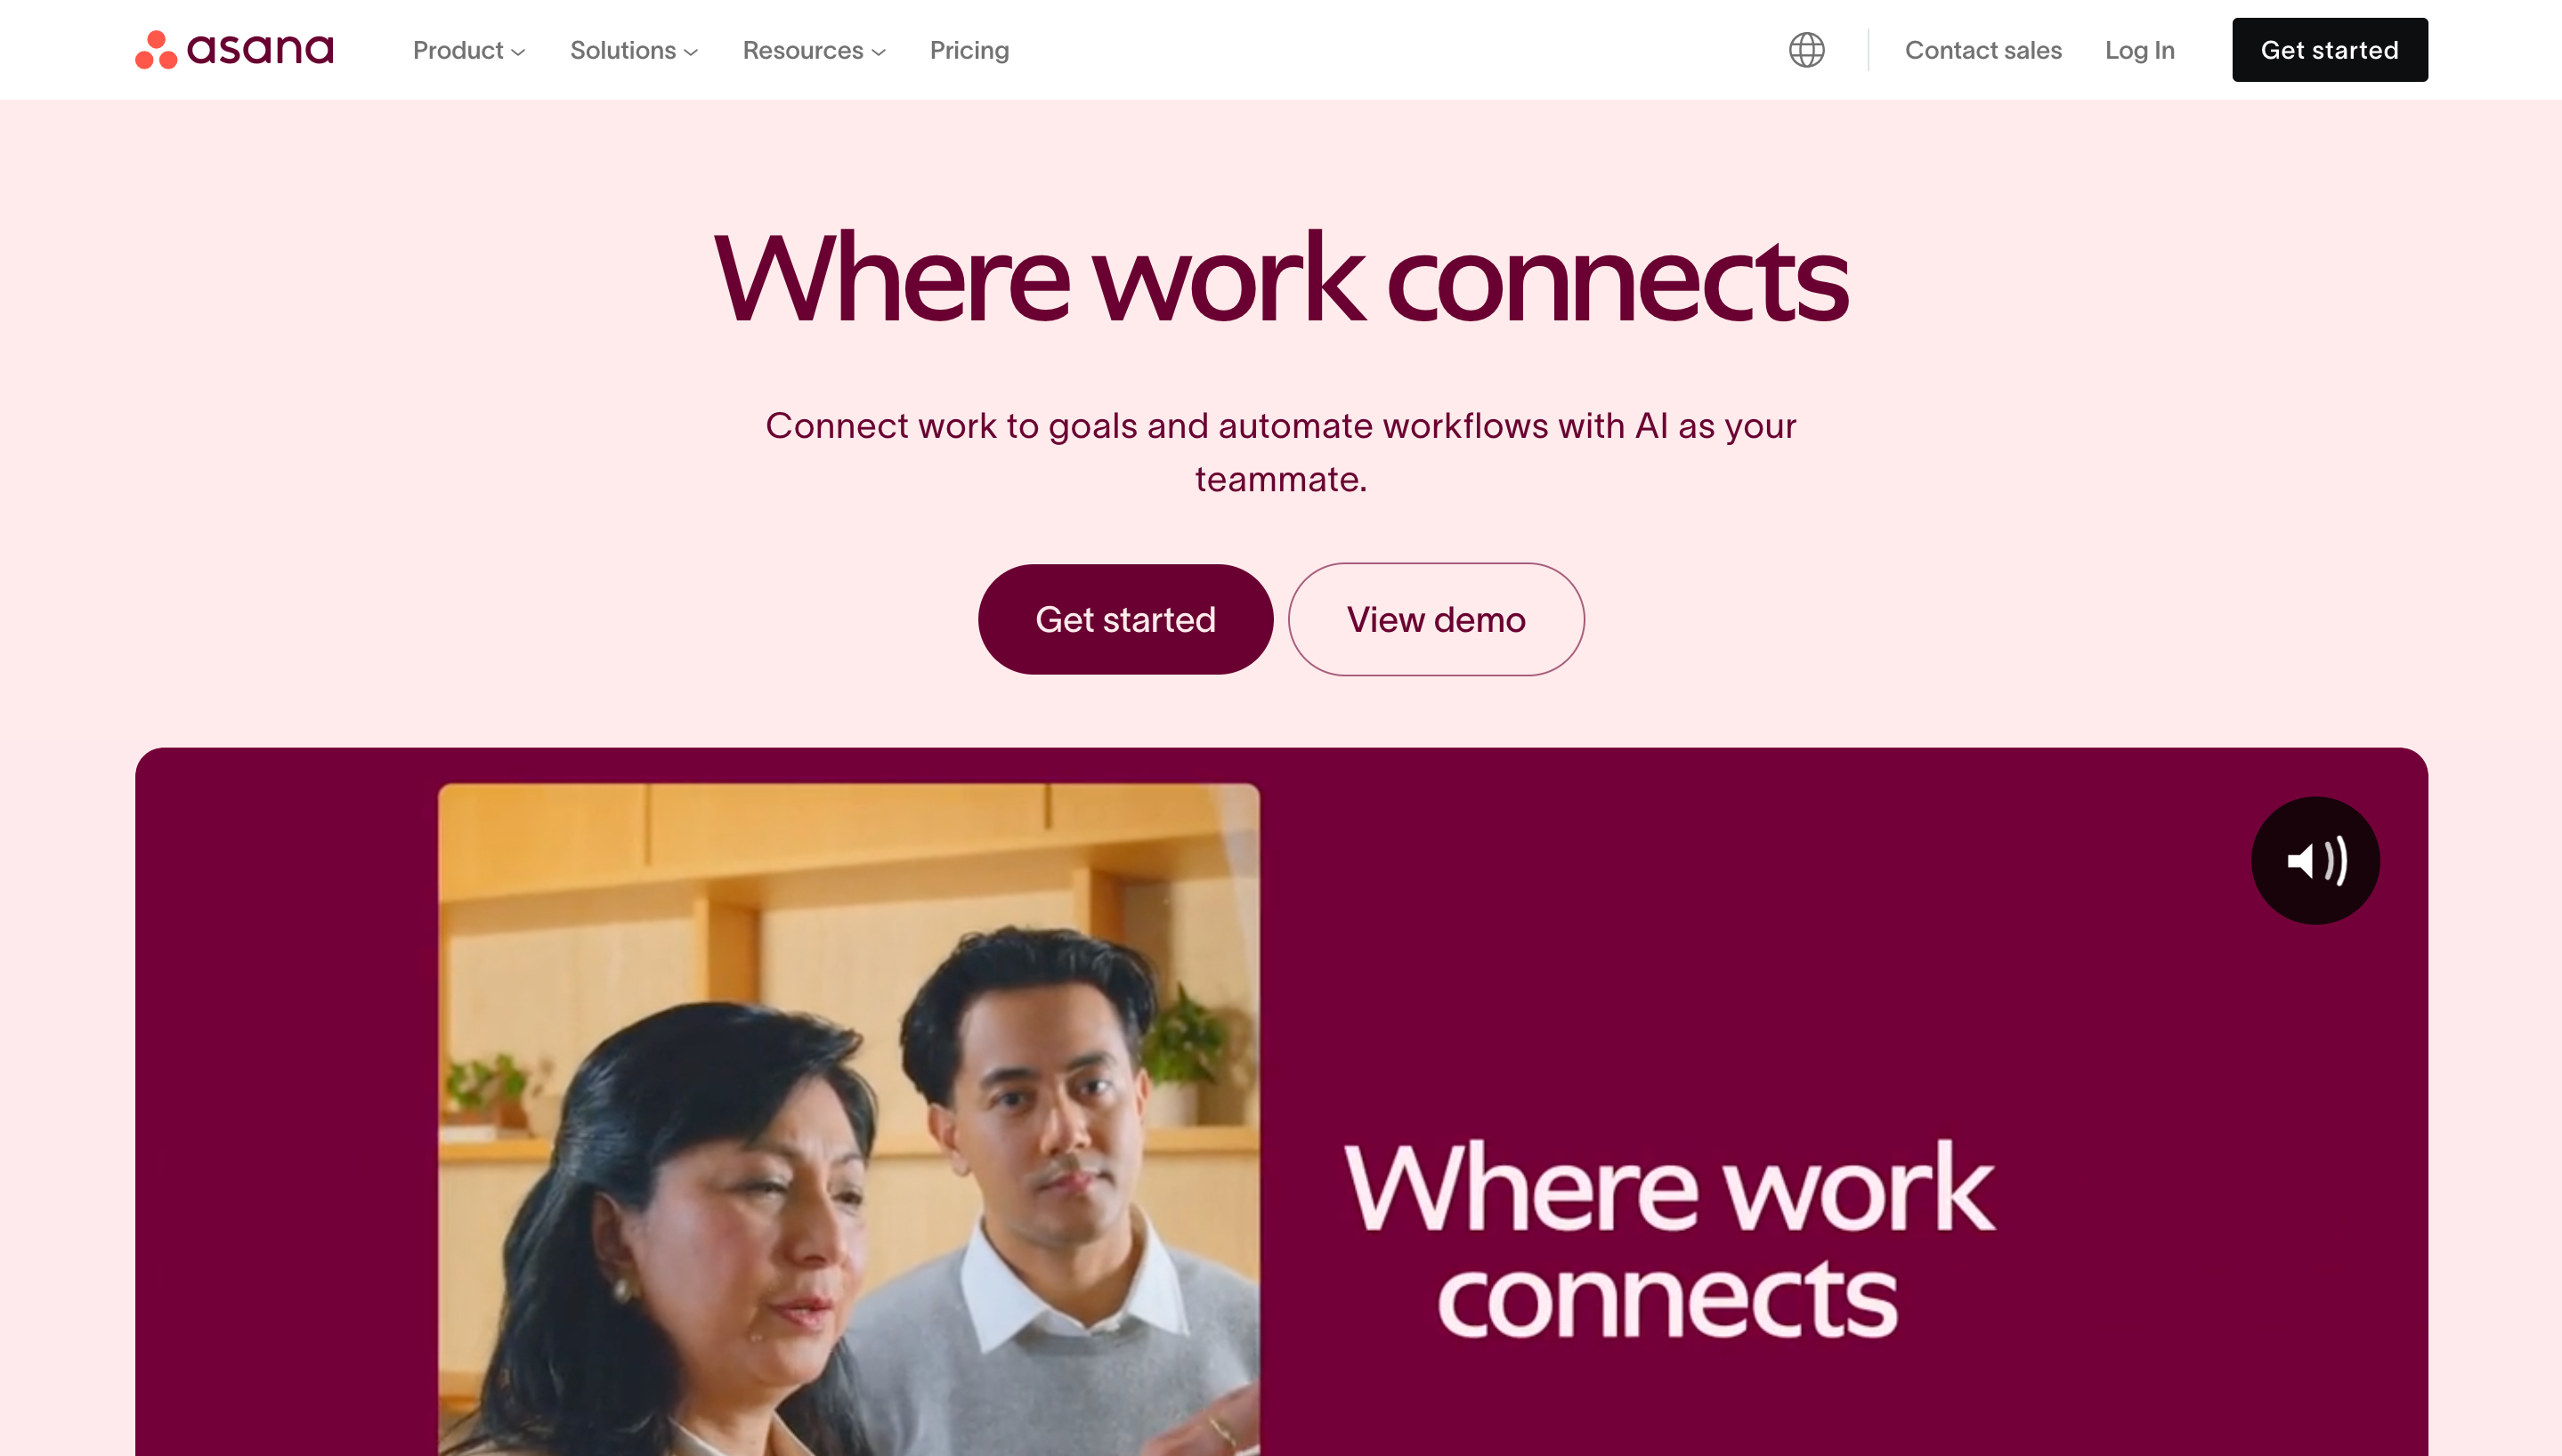 asana
Product
Solutions
Resources
Pricing
Contact sales
Log In
Get started
Where work connects
Connect work to goals and automate workflows with AI as your
teammate.
Get started
View demo
Where work
connects